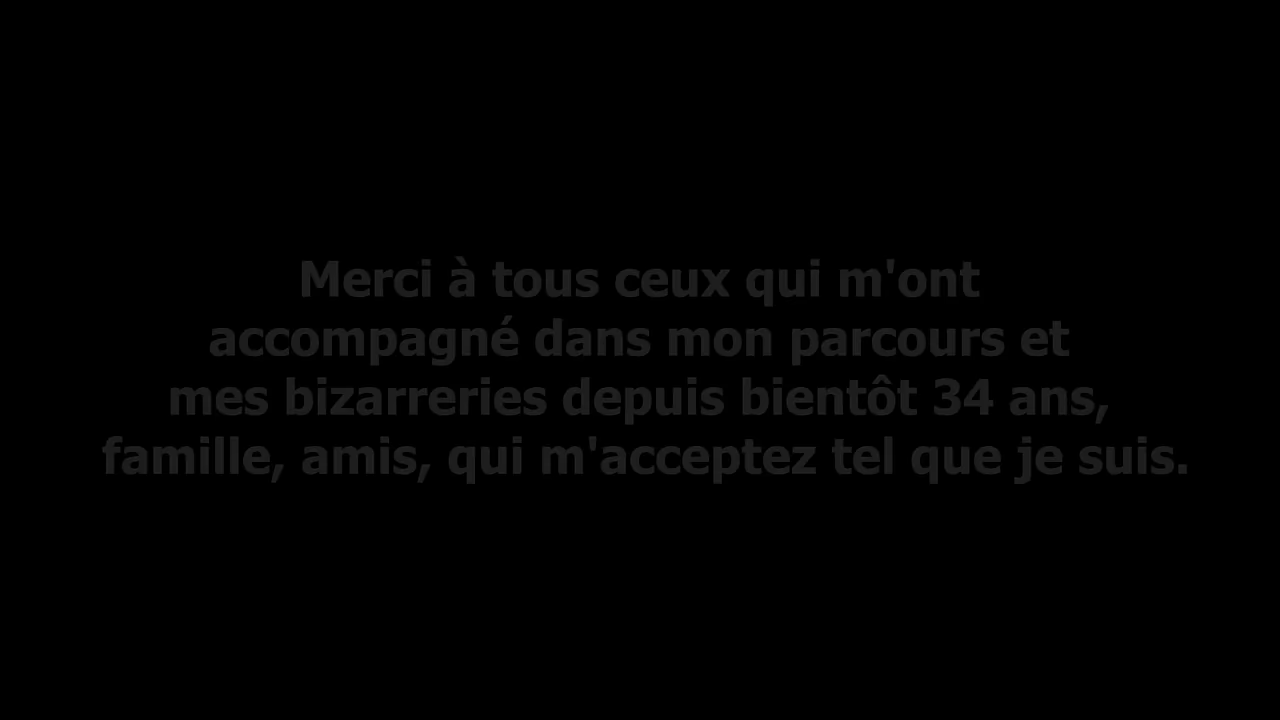 Merci à tous ceux qui m'ont
accompagné dans mon parcours et
mes bizarreries depuis bientôt 34 ans,
famille, amis, qui m'acceptez tel que je suis.